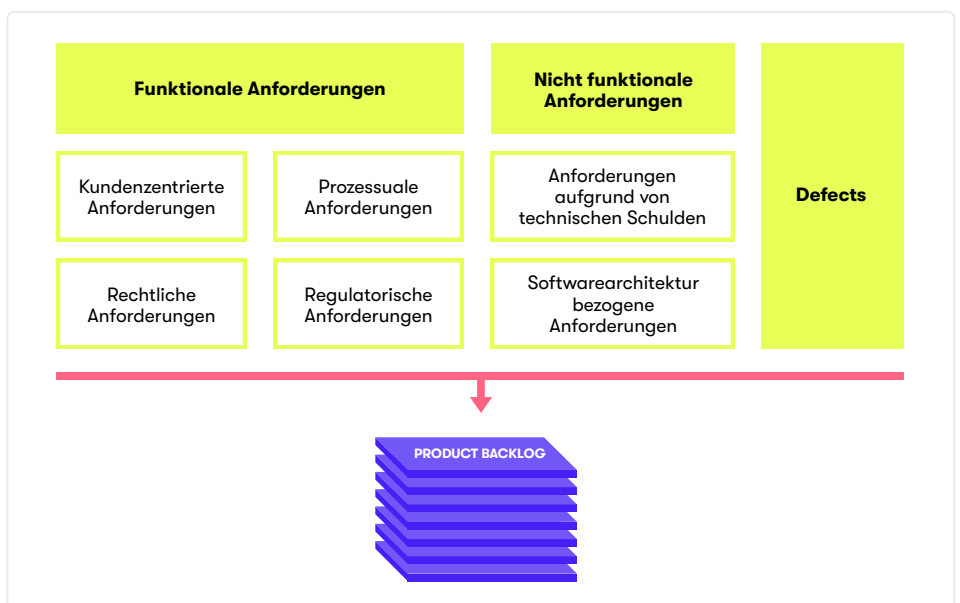 Funktionale Anforderungen
Nicht funktionale
Anforderungen
Defects
Kundenzentrierte
Anforderungen
Prozessuale
Anforderungen
Anforderungen
aufgrund von
technischen Schulden
Rechtliche
Anforderungen
Regulatorische
Anforderungen
Softwarearchitektur
bezogene
Anforderungen
PRODUCT BACKLOG